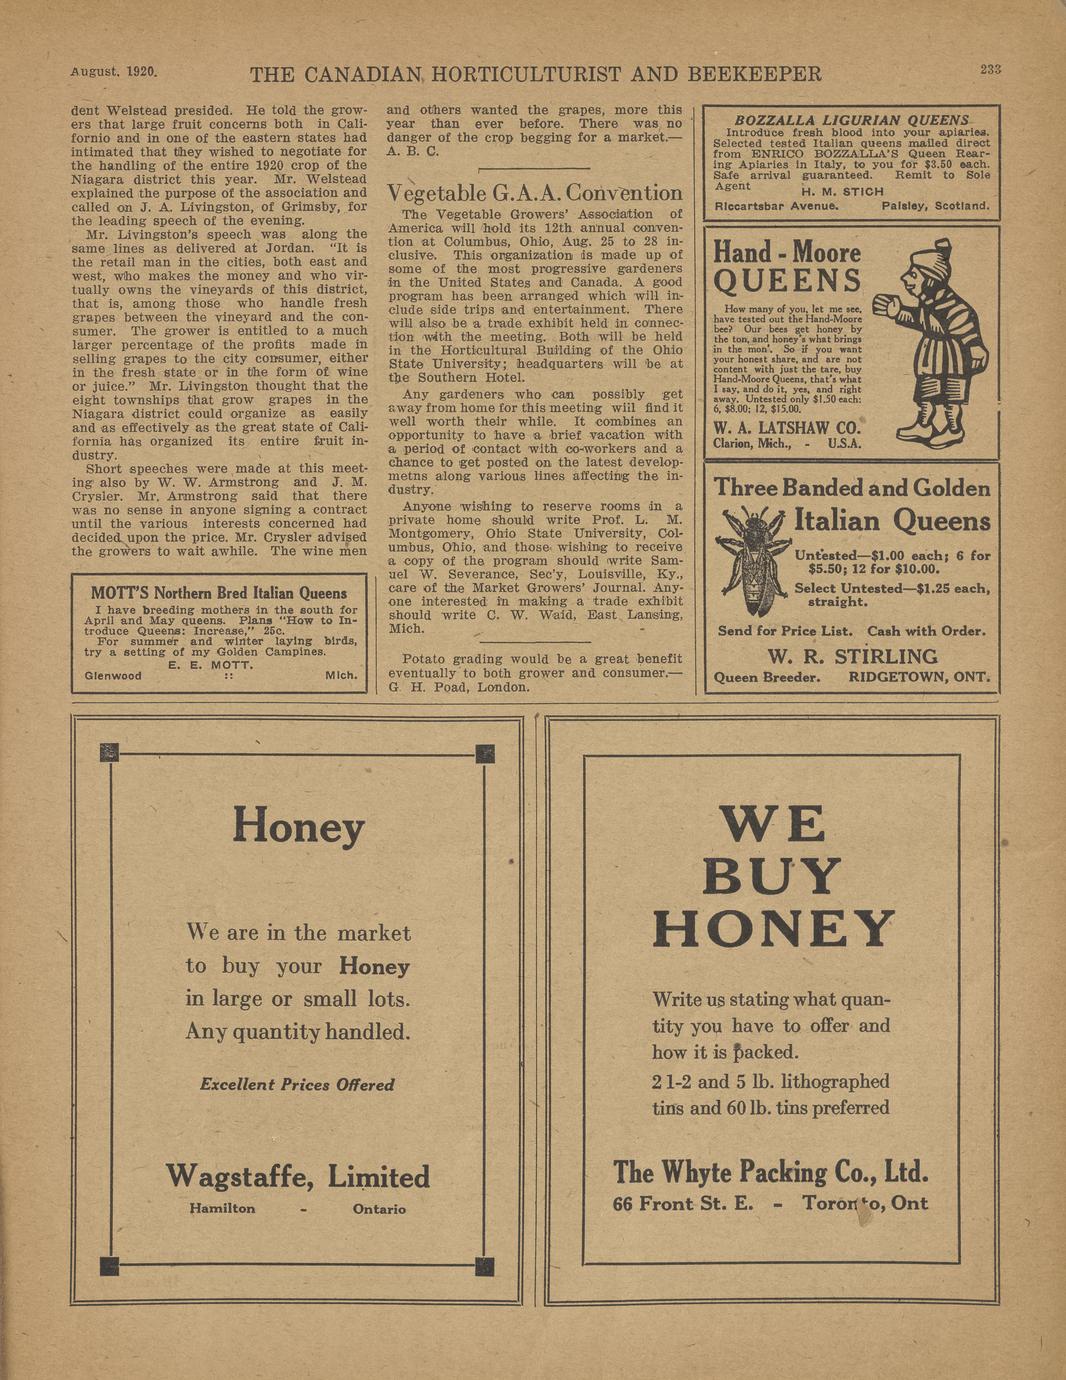 August, 1920.
THE CANADIAN HORTICULTURIST AND BEEKEEPER
233
dent Welstead presided. He told the grow-
ers that large fruit concerns both in Cali-
fornio and in one of the eastern states had
intimated that they wished to negotiate for
the handling of the entire 1920 crop of the
Niagara district this year. Mr. Welstead
explained the purpose of the association and
called on J. A. Livingston, of Grimsby, for
the leading speech of the evening.
Mr. Livingston's speech was along the
same lines as delivered at Jordan. "It is
the retail man in the cities, both east and
west, who makes the money and who vir-
tually owns the vineyards of this district,
that is, among those who handle fresh
grapes between the vineyard and the con-
sumer. The grower is entitled to a much
larger percentage of the profits made in
selling grapes to the city consumer, either
in the fresh state or in the form of wine
or juice." Mr. Livingston thought that the
eight townships that grow grapes in the
Niagara district could organize as easily
and as effectively as the great state of Cali-
fornia has organized its entire fruit in-
dustry.
Short speeches were made at this meet-
ing also by W. W. Armstrong and J. M.
Crysler. Mr. Armstrong said that there
was no sense in anyone signing a contract
until the various interests concerned had
decided upon the price. Mr. Crysler advised
the growers to wait awhile. The wine men
MOTT'S Northern Bred Italian Queens
I have breeding mothers in the south for
April and May queens. Plans "How to In-
troduce Queens: Increase," 25c.
For summer and winter laying birds,
try a setting of my Golden Campines.
E. E. MOTT.
Glenwood :: Mich.
and others wanted the grapes, more this
year than ever before. There was no
danger of the crop begging for a market.—
A. B. C.
Vegetable G.A.A. Convention
The Vegetable Growers' Association of
America will hold its 12th annual conven-
tion at Columbus, Ohio, Aug. 25 to 28 in-
clusive. This organization is made up of
some of the most progressive gardeners
in the United States and Canada. A good
program has been arranged which will in-
clude side trips and entertainment. There
will also be a trade exhibit held in connec-
tion with the meeting. Both will be held
in the Horticultural Building of the Ohio
State University; headquarters will be at
the Southern Hotel.
Any gardeners who can possibly get
away from home for this meeting wiil find it
well worth their while. It combines an
opportunity to have a brief vacation with
a period of contact with co-workers and a
chance to get posted on the latest develop-
metns along various lines affecting the in-
dustry.
Anyone wishing to reserve rooms in a
private home should write Prof. L. M.
Montgomery, Ohio State University, Col-
umbus, Ohio, and those wishing to receive
a copy of the program should write Sam-
uel W. Severance, Sec'y, Louisville, Ky.,
care of the Market Growers' Journal. Any-
one interested in making a trade exhibit
should write C. W. Waid, East Lansing,
Mich.
Potato grading would be a great benefit
eventually to both grower and consumer.—
G. H. Poad, London.
BOZZALLA LIGURIAN QUEENS
Introduce fresh blood into your apiaries.
Selected tested Italian queens mailed direct
from ENRICO BOZZALLA'S Queen Rear-
ing Apiaries in Italy, to you for $3.50 each.
Safe arrival guaranteed. Remit to Sole
Agent
H. M. STICH
Riccartsbar Avenue. Paisley, Scotland.
Hand - Moore
QUEENS
How many of you, let me see,
have tested out the Hand-Moore
bee? Our bees get honey by
the ton, and honey's what brings
in the mon'. So if you want
your honest share, and are not
content with just the tare, buy
Hand-Moore Queens, that's what
I say, and do it, yes, and right
away. Untested only $1.50 each:
6, $8.00; 12, $15.00.
W. A. LATSHAW CO.
Clarion, Mich., - U.S.A.
Three Banded and Golden
Italian Queens
Untested—$1.00 each; 6 for
$5.50; 12 for $10.00.
Select Untested—$1.25 each,
straight.
Send for Price List. Cash with Order.
W. R. STIRLING
Queen Breeder. RIDGETOWN, ONT.
Honey
We are in the market
to buy your Honey
in large or small lots.
Any quantity handled.
Excellent Prices Offered
Wagstaffe, Limited
Hamilton - Ontario
WE
BUY
HONEY
Write us stating what quan-
tity you have to offer and
how it is packed.
2 1-2 and 5 lb. lithographed
tins and 60 lb. tins preferred
The Whyte Packing Co., Ltd.
66 Front St. E. - Toronto, Ont